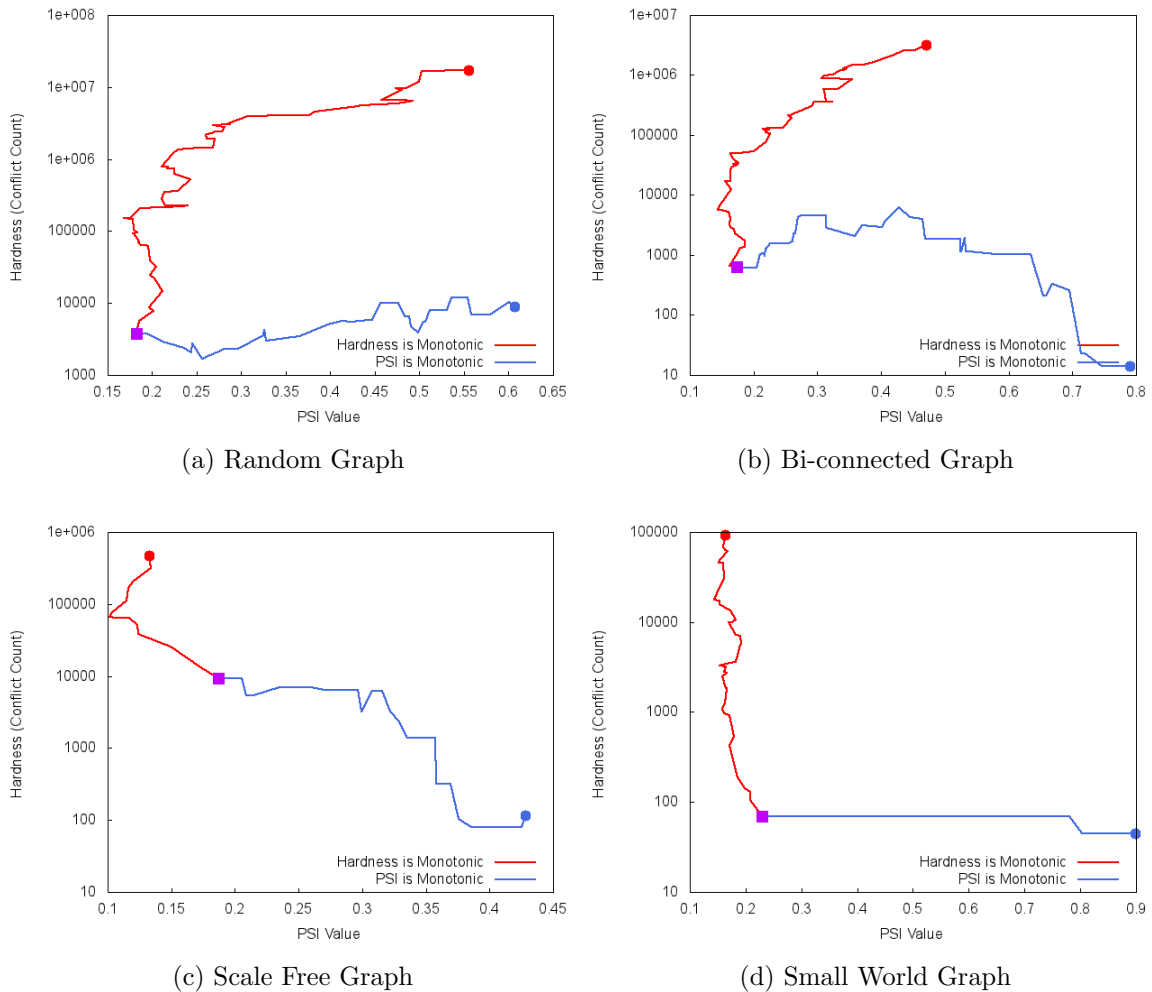 1e+008
1e+007
1e+006
100000
10000
1000
Hardness (Conflict Count)
Hardness is Monotonic
PSI is Monotonic
0.15 0.2 0.25 0.3 0.35 0.4 0.45 0.5 0.55 0.6 0.65
PSI Value
(a) Random Graph
1e+007
1e+006
100000
10000
1000
100
10
Hardness (Conflict Count)
Hardness is Monotonic
PSI is Monotonic
0.1 0.2 0.3 0.4 0.5 0.6 0.7 0.8
PSI Value
(b) Bi-connected Graph
1e+006
100000
10000
1000
100
10
Hardness (Conflict Count)
Hardness is Monotonic
PSI is Monotonic
0.1 0.15 0.2 0.25 0.3 0.35 0.4 0.45
PSI Value
(c) Scale Free Graph
100000
10000
1000
100
10
Hardness (Conflict Count)
Hardness is Monotonic
PSI is Monotonic
0.1 0.2 0.3 0.4 0.5 0.6 0.7 0.8 0.9
PSI Value
(d) Small World Graph